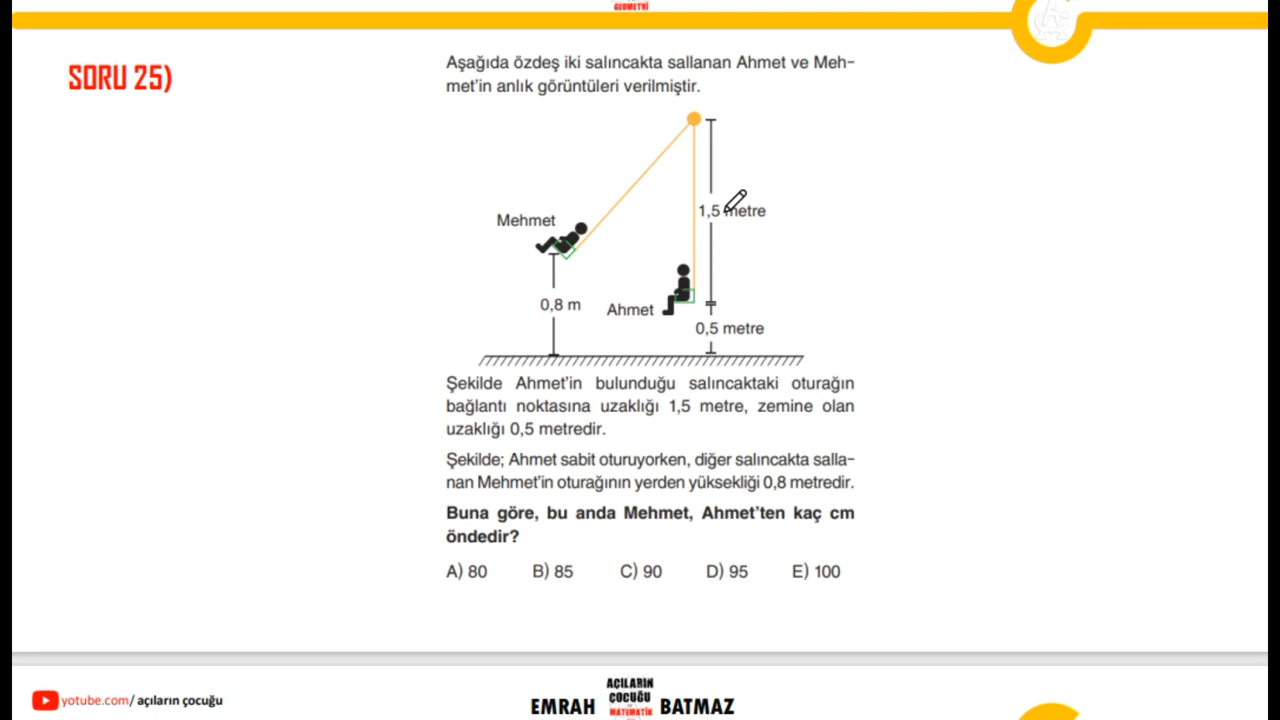 GEOMETRİ
SORU 25)
Aşağıda özdeş iki salıncakta sallanan Ahmet ve Meh-
met'in anlık görüntüleri verilmiştir.
Mehmet
1,5 metre
0,8 m
Ahmet
0,5 metre
Şekilde Ahmet'in bulunduğu salıncaktaki oturağın
bağlantı noktasına uzaklığı 1,5 metre, zemine olan
uzaklığı 0,5 metredir.
Şekilde; Ahmet sabit oturuyorken, diğer salıncakta salla-
nan Mehmet'in oturağının yerden yüksekliği 0,8 metredir.
Buna göre, bu anda Mehmet, Ahmet'ten kaç cm
öndedir?
A) 80 B) 85 C) 90 D) 95 E) 100
yotube.com/ açıların çocuğu
EMRAH AÇILARIN ÇOCUĞU MATEMATİK BATMAZ